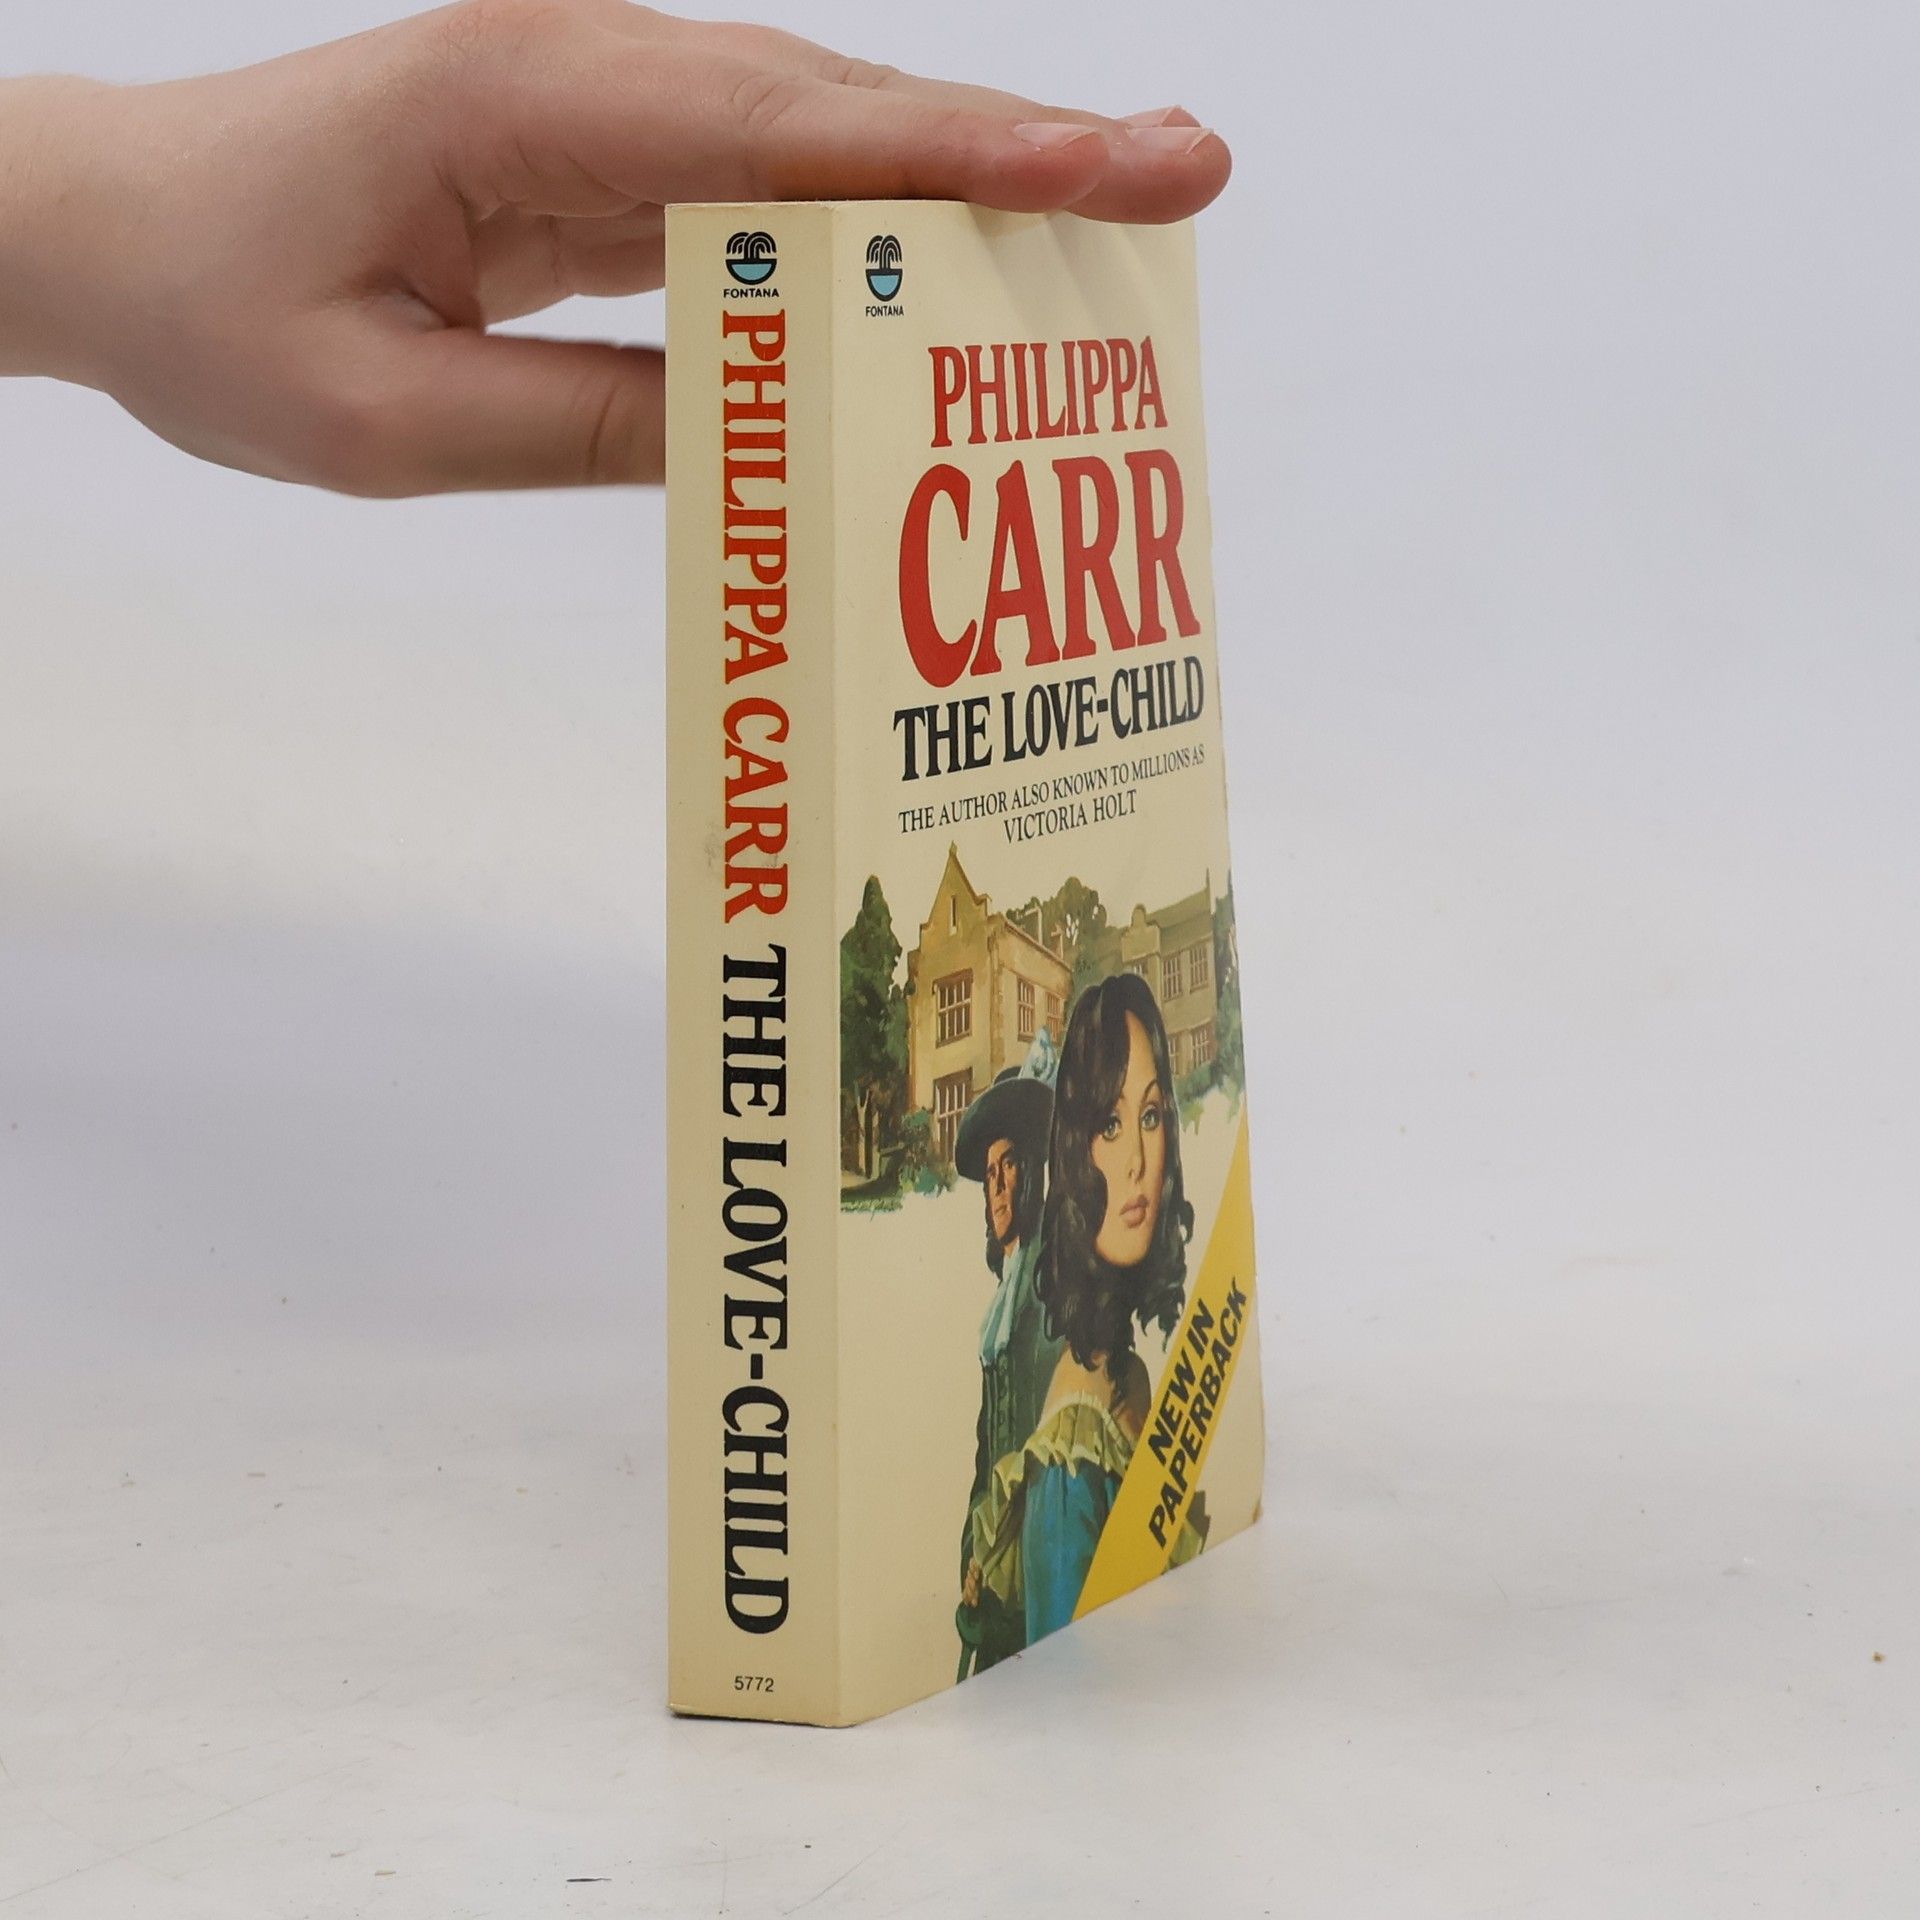 FONTANA
PHILIPPA CARR THE LOVE-CHILD
5772
FONTANA
PHILIPPA
CARR
THE LOVE-CHILD
THE AUTHOR ALSO KNOWN TO MILLIONS AS
VICTORIA HOLT
NEW IN
PAPERBACK